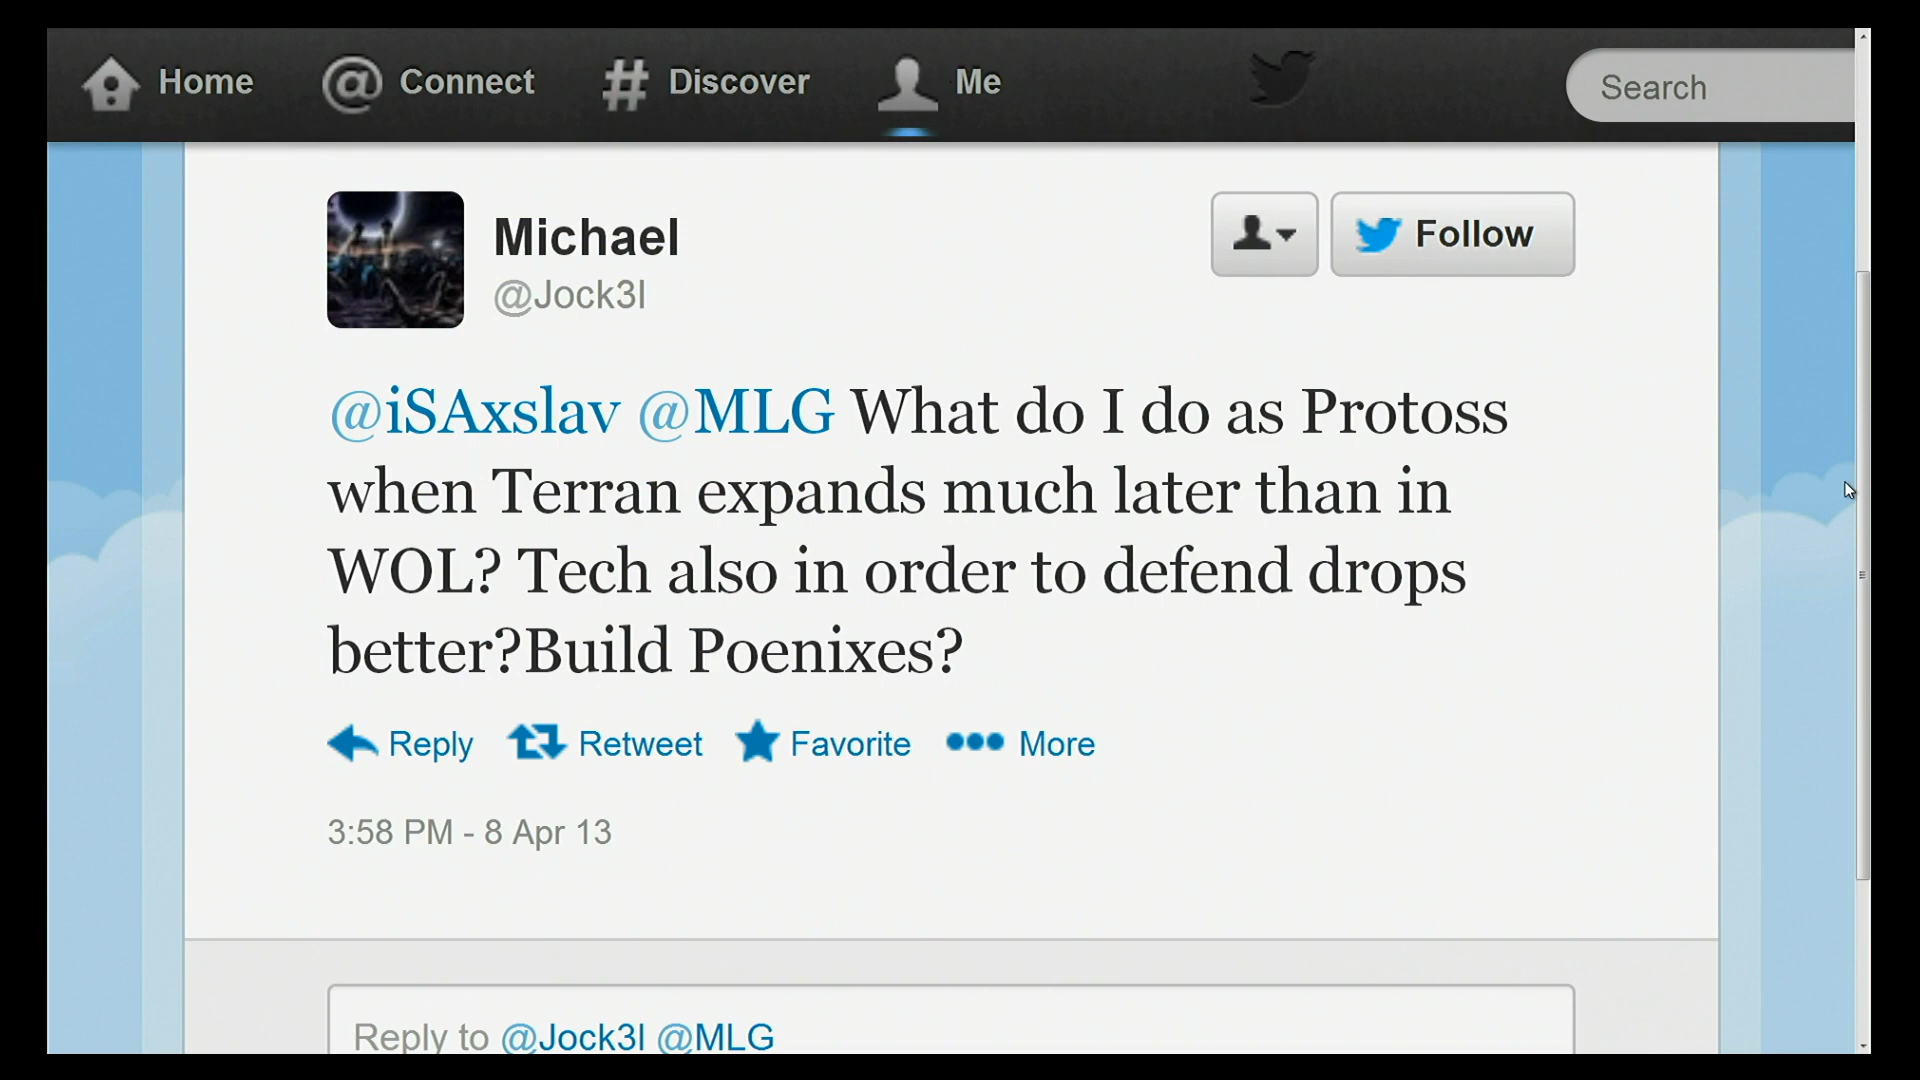 Home Connect Discover Me Search
Michael
@Jock3l
Follow
@iSAxslav @MLG What do I do as Protoss
when Terran expands much later than in
WOL? Tech also in order to defend drops
better?Build Poenixes?
Reply Retweet Favorite More
3:58 PM - 8 Apr 13
Reply to @Jock3l @MLG